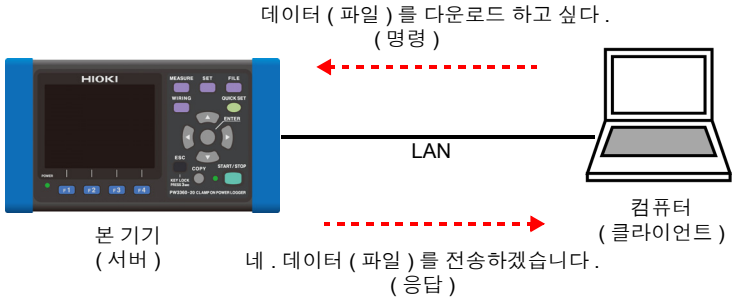 데이터 ( 파일 ) 를 다운로드 하고 싶다 .
( 명령 )
HIOKI
MEASURE SET FILE
WIRING QUICK SET
ENTER
ESC
COPY START/STOP
KEY LOCK
PRESS 3sec
POWER
F1 F2 F3 F4
PW3360-20 CLAMP ON POWER LOGGER
LAN
본 기기
( 서버 )
컴퓨터
( 클라이언트 )
네 . 데이터 ( 파일 ) 를 전송하겠습니다 .
( 응답 )